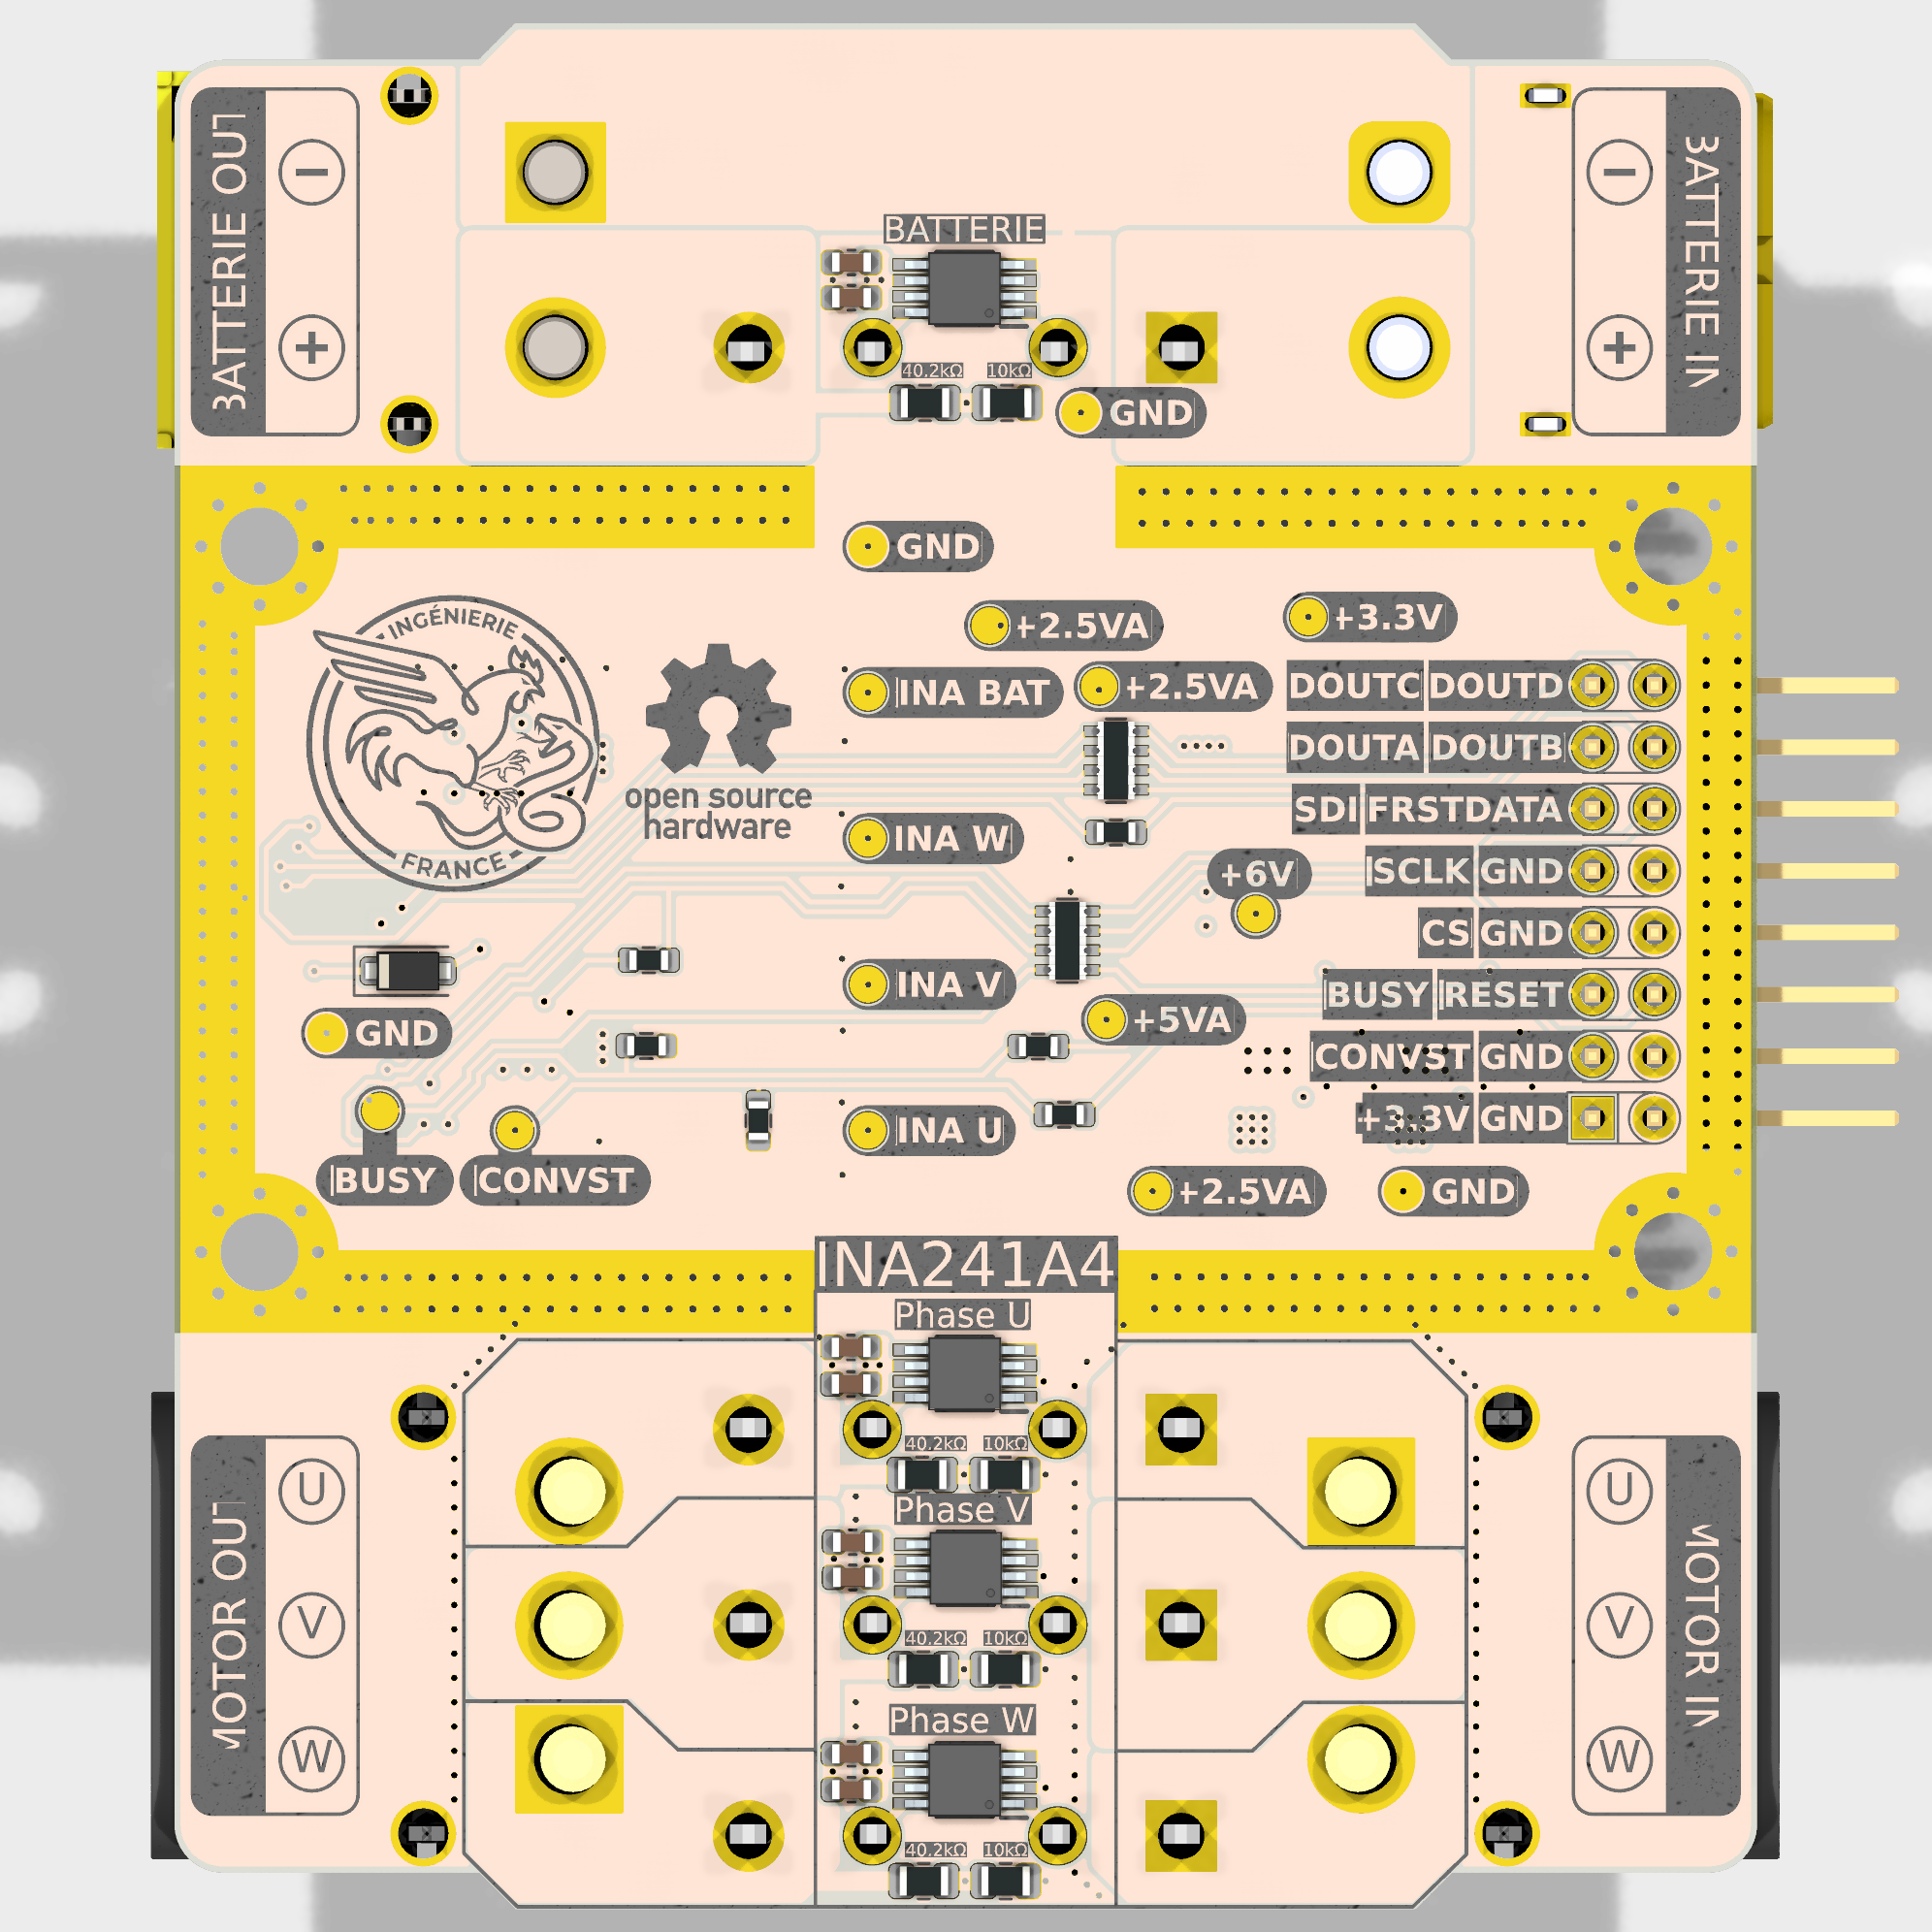 BATTERIE OUT
BATTERIE IN
BATTERIE
40,2kΩ 10kΩ
GND
GND
+2.5VA
+3.3V
INGÉNIERIE
FRANCE
open source
hardware
INA BAT
+2.5VA
DOUTC DOUTD
DOUTA DOUTB
SDI FRSTDATA
INA W
SCLK GND
+6V
CS GND
INA V
BUSY RESET
+5VA
GND
CONVST GND
+3.3V GND
INA U
BUSY
CONVST
+2.5VA
GND
INA241A4
Phase U
40,2kΩ 10kΩ
Phase V
40,2kΩ 10kΩ
Phase W
40,2kΩ 10kΩ
MOTOR OUT
U
V
W
MOTOR IN
U
V
W